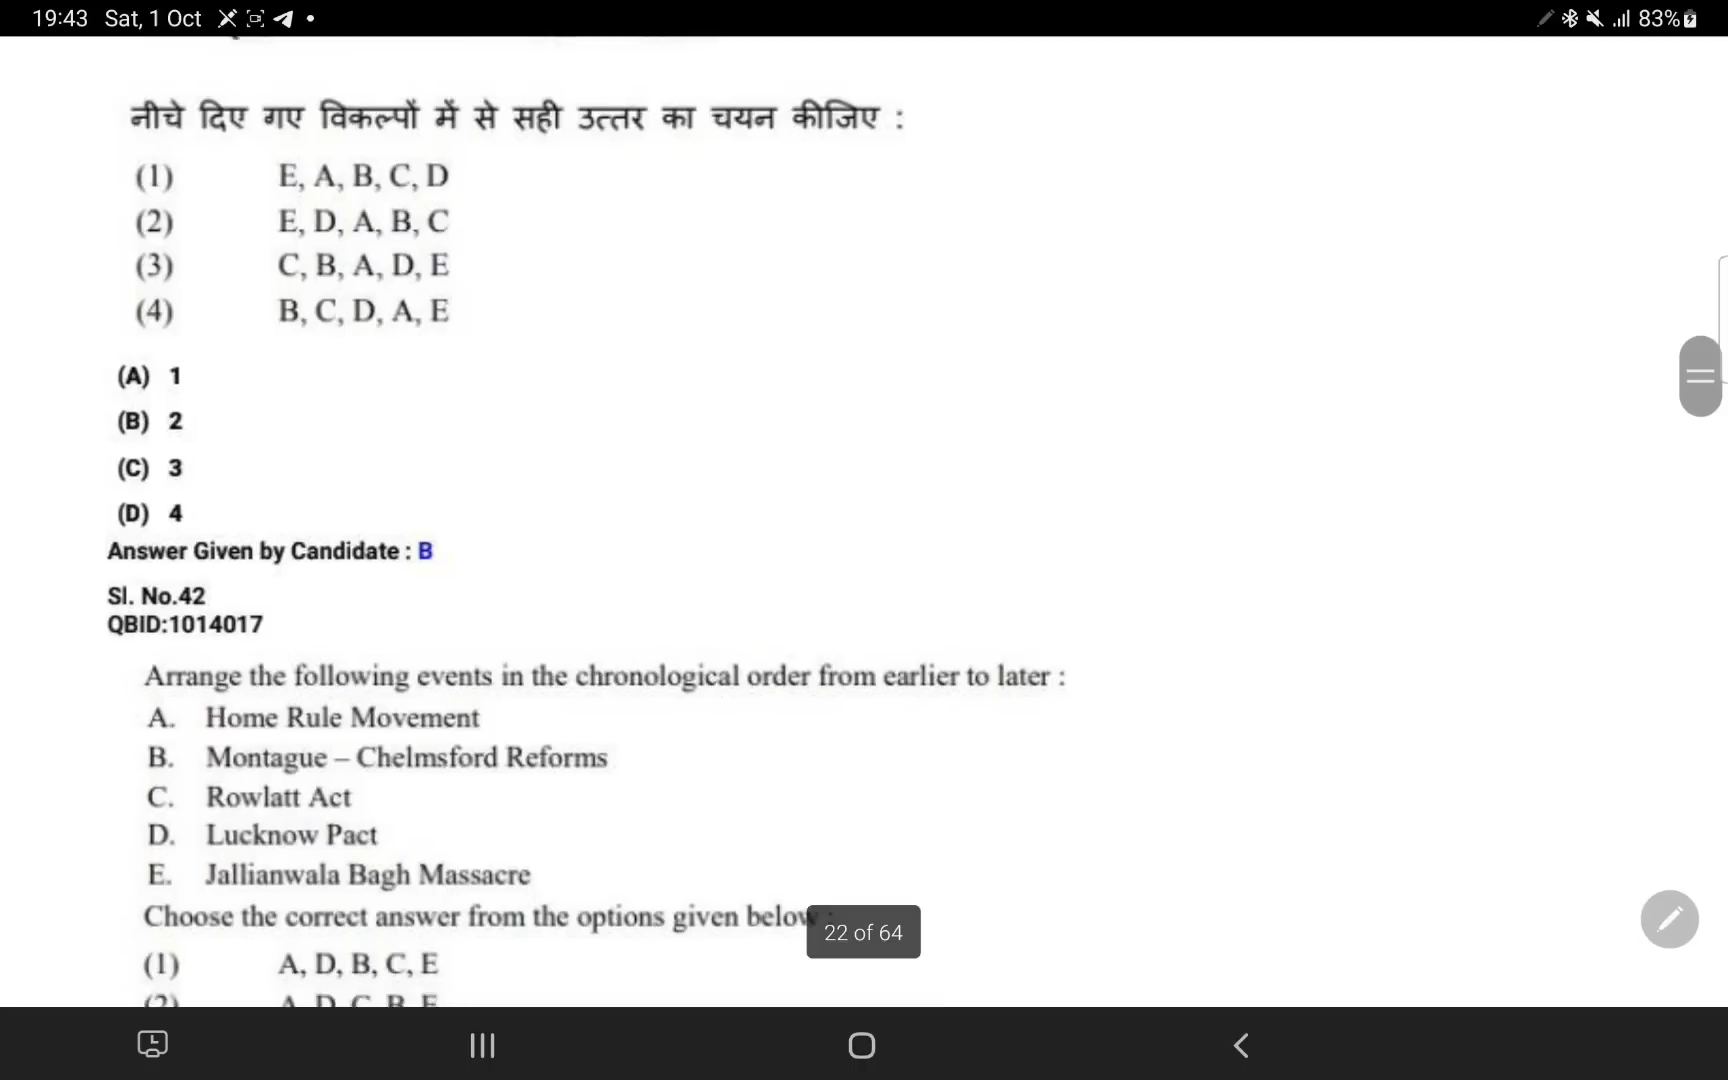 19:43 Sat, 1 Oct
83%
नीचे दिए गए विकल्पों में से सही उत्तर का चयन कीजिए :
(1) E, A, B, C, D
(2) E, D, A, B, C
(3) C, B, A, D, E
(4) B, C, D, A, E
(A) 1
(B) 2
(C) 3
(D) 4
Answer Given by Candidate : B
Sl. No.42
QBID:1014017
Arrange the following events in the chronological order from earlier to later :
A. Home Rule Movement
B. Montague – Chelmsford Reforms
C. Rowlatt Act
D. Lucknow Pact
E. Jallianwala Bagh Massacre
Choose the correct answer from the options given below :
22 of 64
(1) A, D, B, C, E
(2) A, D, C, B, E